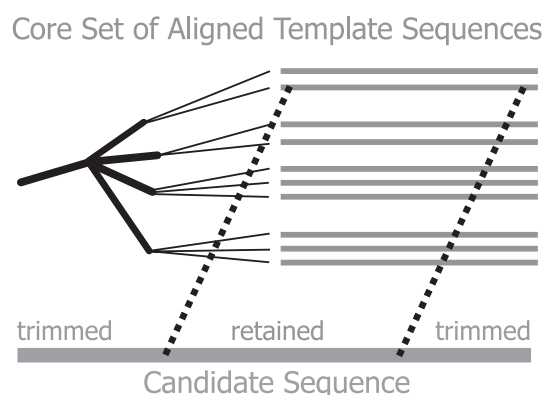 Core Set of Aligned Template Sequences
trimmed retained trimmed
Candidate Sequence